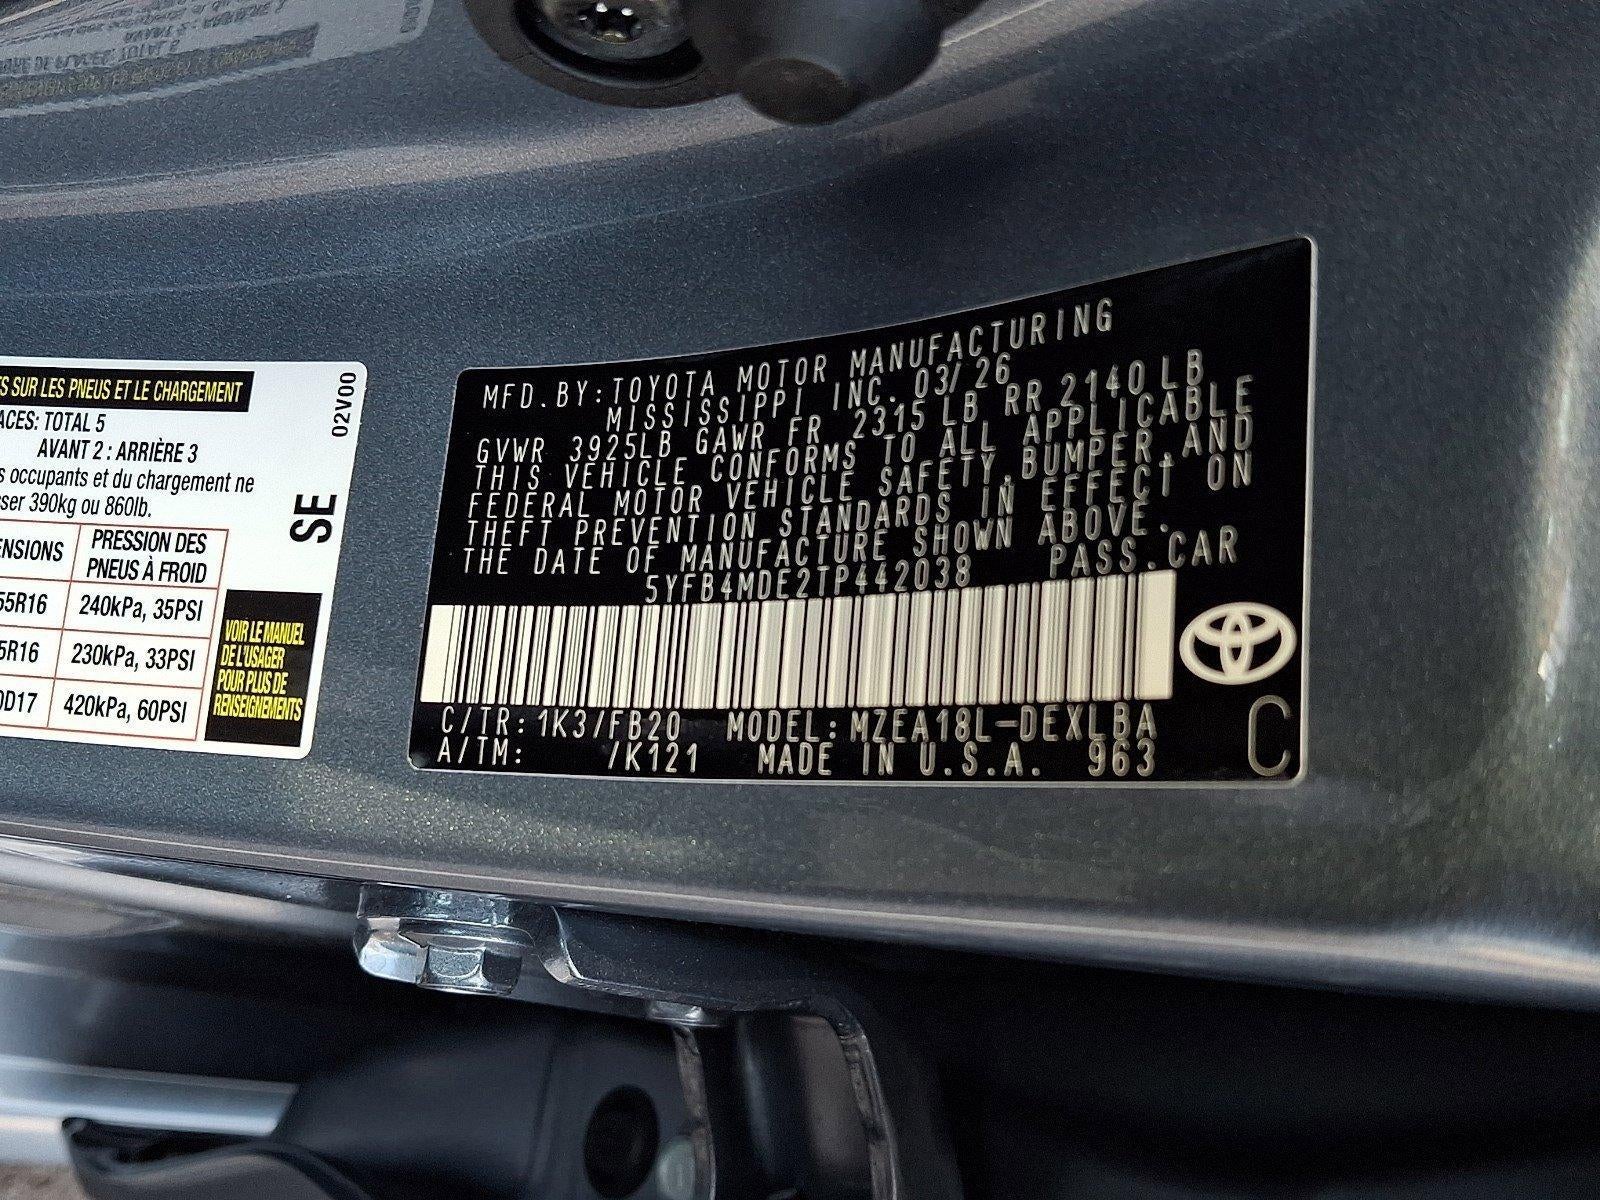 S SUR LES PNEUS ET LE CHARGEMENT
ACES: TOTAL 5
AVANT 2 : ARRIÈRE 3
s occupants et du chargement ne
sser 390kg ou 860lb.
ENSIONS PRESSION DES
PNEUS À FROID
55R16 240kPa, 35PSI
5R16 230kPa, 33PSI
0D17 420kPa, 60PSI
02V00
SE
VOIR LE MANUEL
DE L'USAGER
POUR PLUS DE
RENSEIGNEMENTS
MFD. BY: TOYOTA MOTOR MANUFACTURING
MISSISSIPPI INC. 03/26
GVWR 3925LB GAWR FR 2315 LB RR 2140 LB
THIS VEHICLE CONFORMS TO ALL APPLICABLE
FEDERAL MOTOR VEHICLE SAFETY, BUMPER, AND
THEFT PREVENTION STANDARDS IN EFFECT ON
THE DATE OF MANUFACTURE SHOWN ABOVE.
5YFB4MDE2TP442038 PASS. CAR
C/TR: 1K3/FB20 MODEL: MZEA18L-DEXLBA
A/TM: /K121 MADE IN U.S.A. 963
C